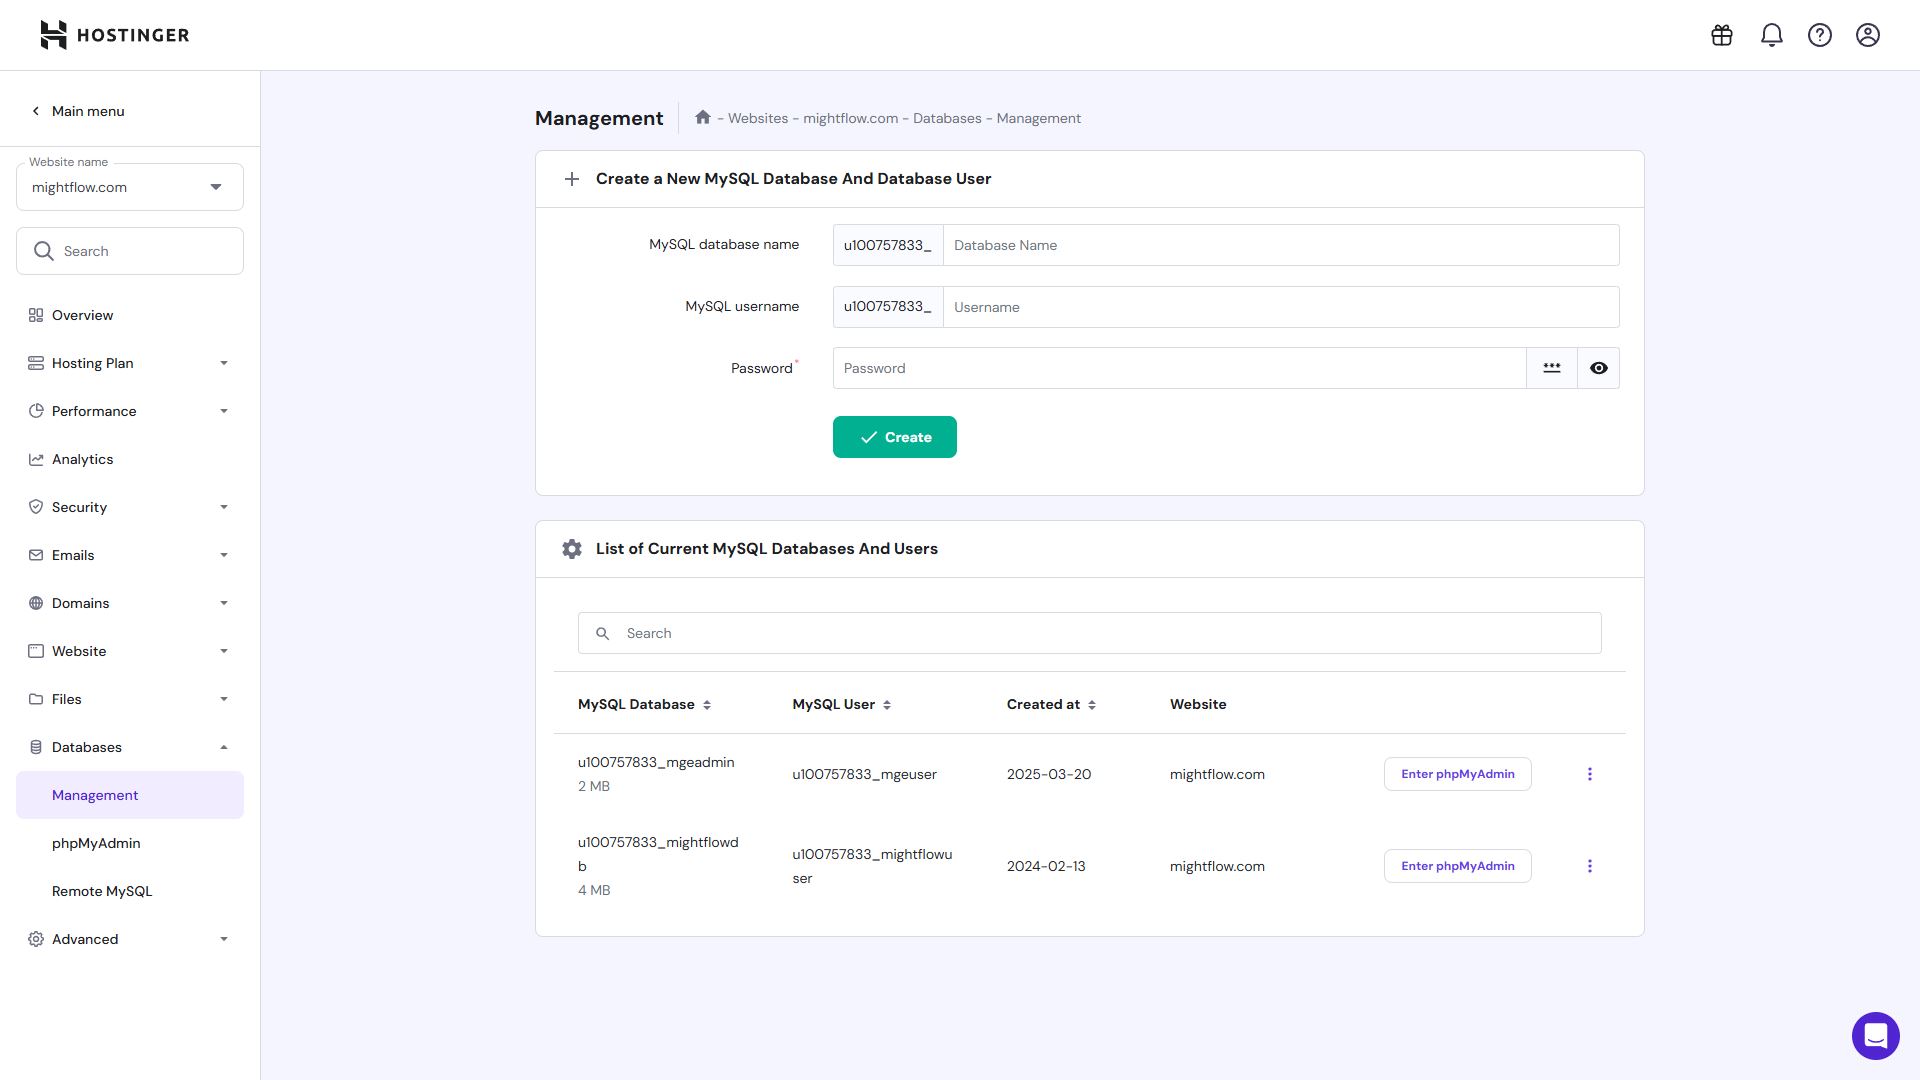 HOSTINGER
Main menu
Website name
mightflow.com
Search
Overview
Hosting Plan
Performance
Analytics
Security
Emails
Domains
Website
Files
Databases
Management
phpMyAdmin
Remote MySQL
Advanced
Management
- Websites - mightflow.com - Databases - Management
Create a New MySQL Database And Database User
MySQL database name
u100757833_
Database Name
MySQL username
u100757833_
Username
Password*
Password
Create
List of Current MySQL Databases And Users
Search
MySQL Database MySQL User Created at Website
u100757833_mgeadmin
2 MB
u100757833_mgeuser
2025-03-20
mightflow.com
Enter phpMyAdmin
u100757833_mightflowd
b
4 MB
u100757833_mightflowu
ser
2024-02-13
mightflow.com
Enter phpMyAdmin